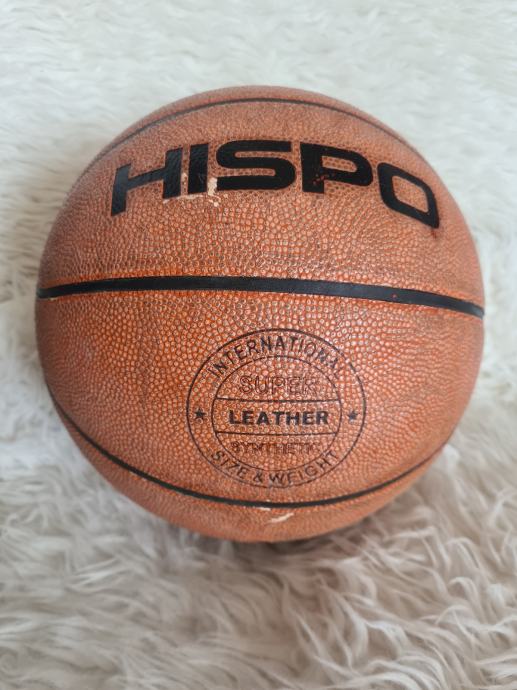 HISPO
INTERNATIONAL
SUPER
LEATHER
SYNTHETIC
SIZE & WEIGHT